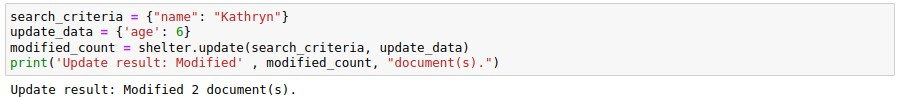 search_criteria = {"name": "Kathryn"}
update_data = {'age': 6}
modified_count = shelter.update(search_criteria, update_data)
print('Update result: Modified' , modified_count, "document(s).")
Update result: Modified 2 document(s).